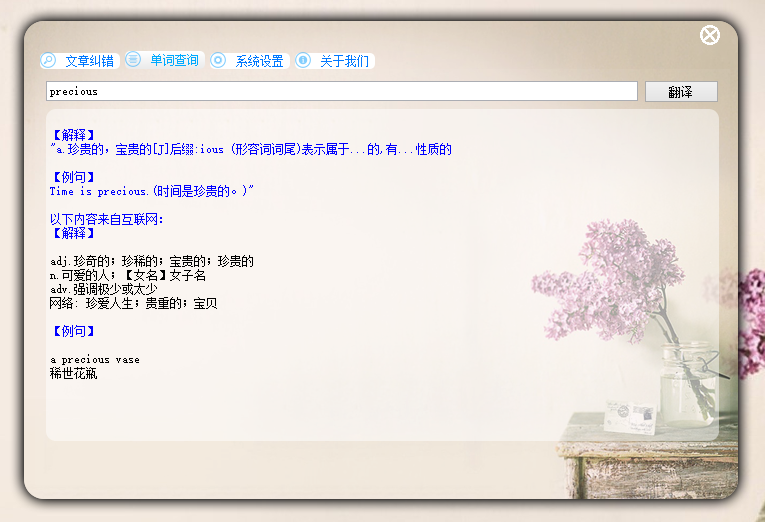 文章纠错 单词查询 系统设置 关于我们
precious 翻译
【解释】
"a.珍贵的，宝贵的[J]后缀:ious (形容词词尾)表示属于...的,有...性质的
【例句】
Time is precious.(时间是珍贵的。)"
以下内容来自互联网:
【解释】
adj.珍奇的；珍稀的；宝贵的；珍贵的
n.可爱的人；【女名】女子名
adv.强调极少或太少
网络: 珍爱人生；贵重的；宝贝
【例句】
a precious vase
稀世花瓶